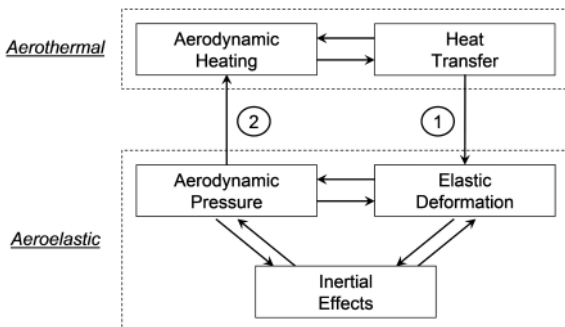 Aerothermal
Aerodynamic
Heating
Heat
Transfer
2
1
Aeroelastic
Aerodynamic
Pressure
Elastic
Deformation
Inertial
Effects